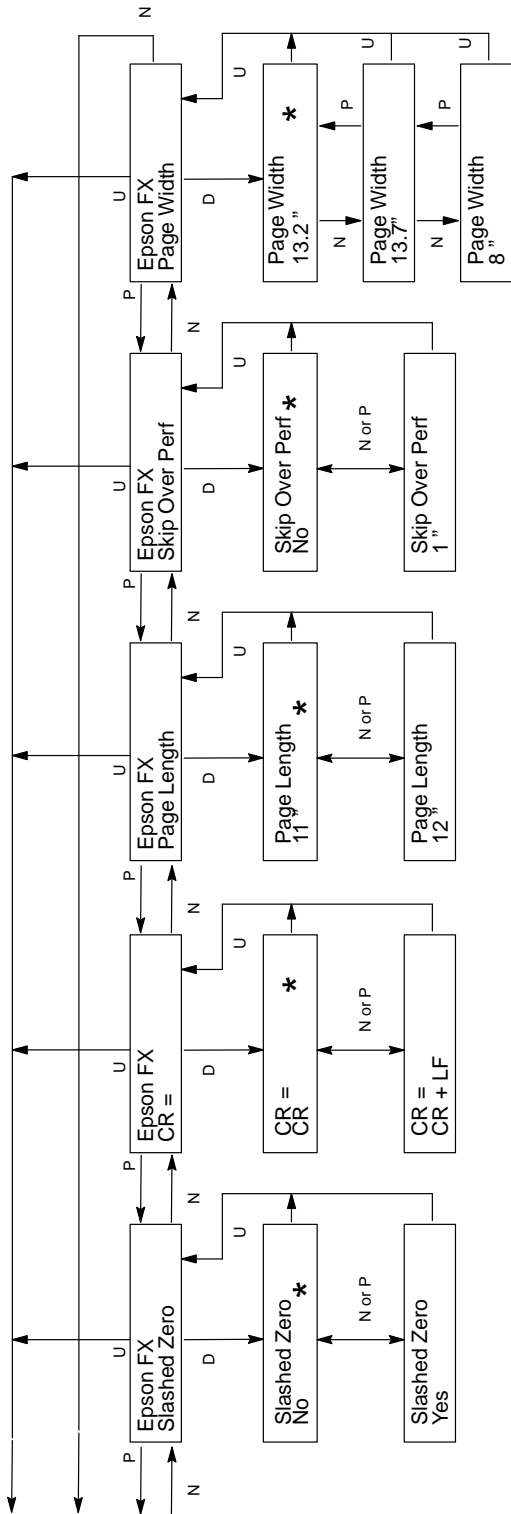 U
U
U
U
U
N
P
P
P
P
P
Epson FX
Slashed Zero
Epson FX
CR =
Epson FX
Page Length
Epson FX
Skip Over Perf
Epson FX
Page Width
N
N
N
N
N
D
D
D
D
D
U
U
U
U
U
Slashed Zero
No *
CR =
CR *
Page Length
11" *
Skip Over Perf
No *
Page Width
13.2" *
N or P
N or P
N or P
N or P
N
P
U
Page Width
13.7"
N
P
U
Slashed Zero
Yes
CR =
CR + LF
Page Length
12"
Skip Over Perf
1"
Page Width
8"